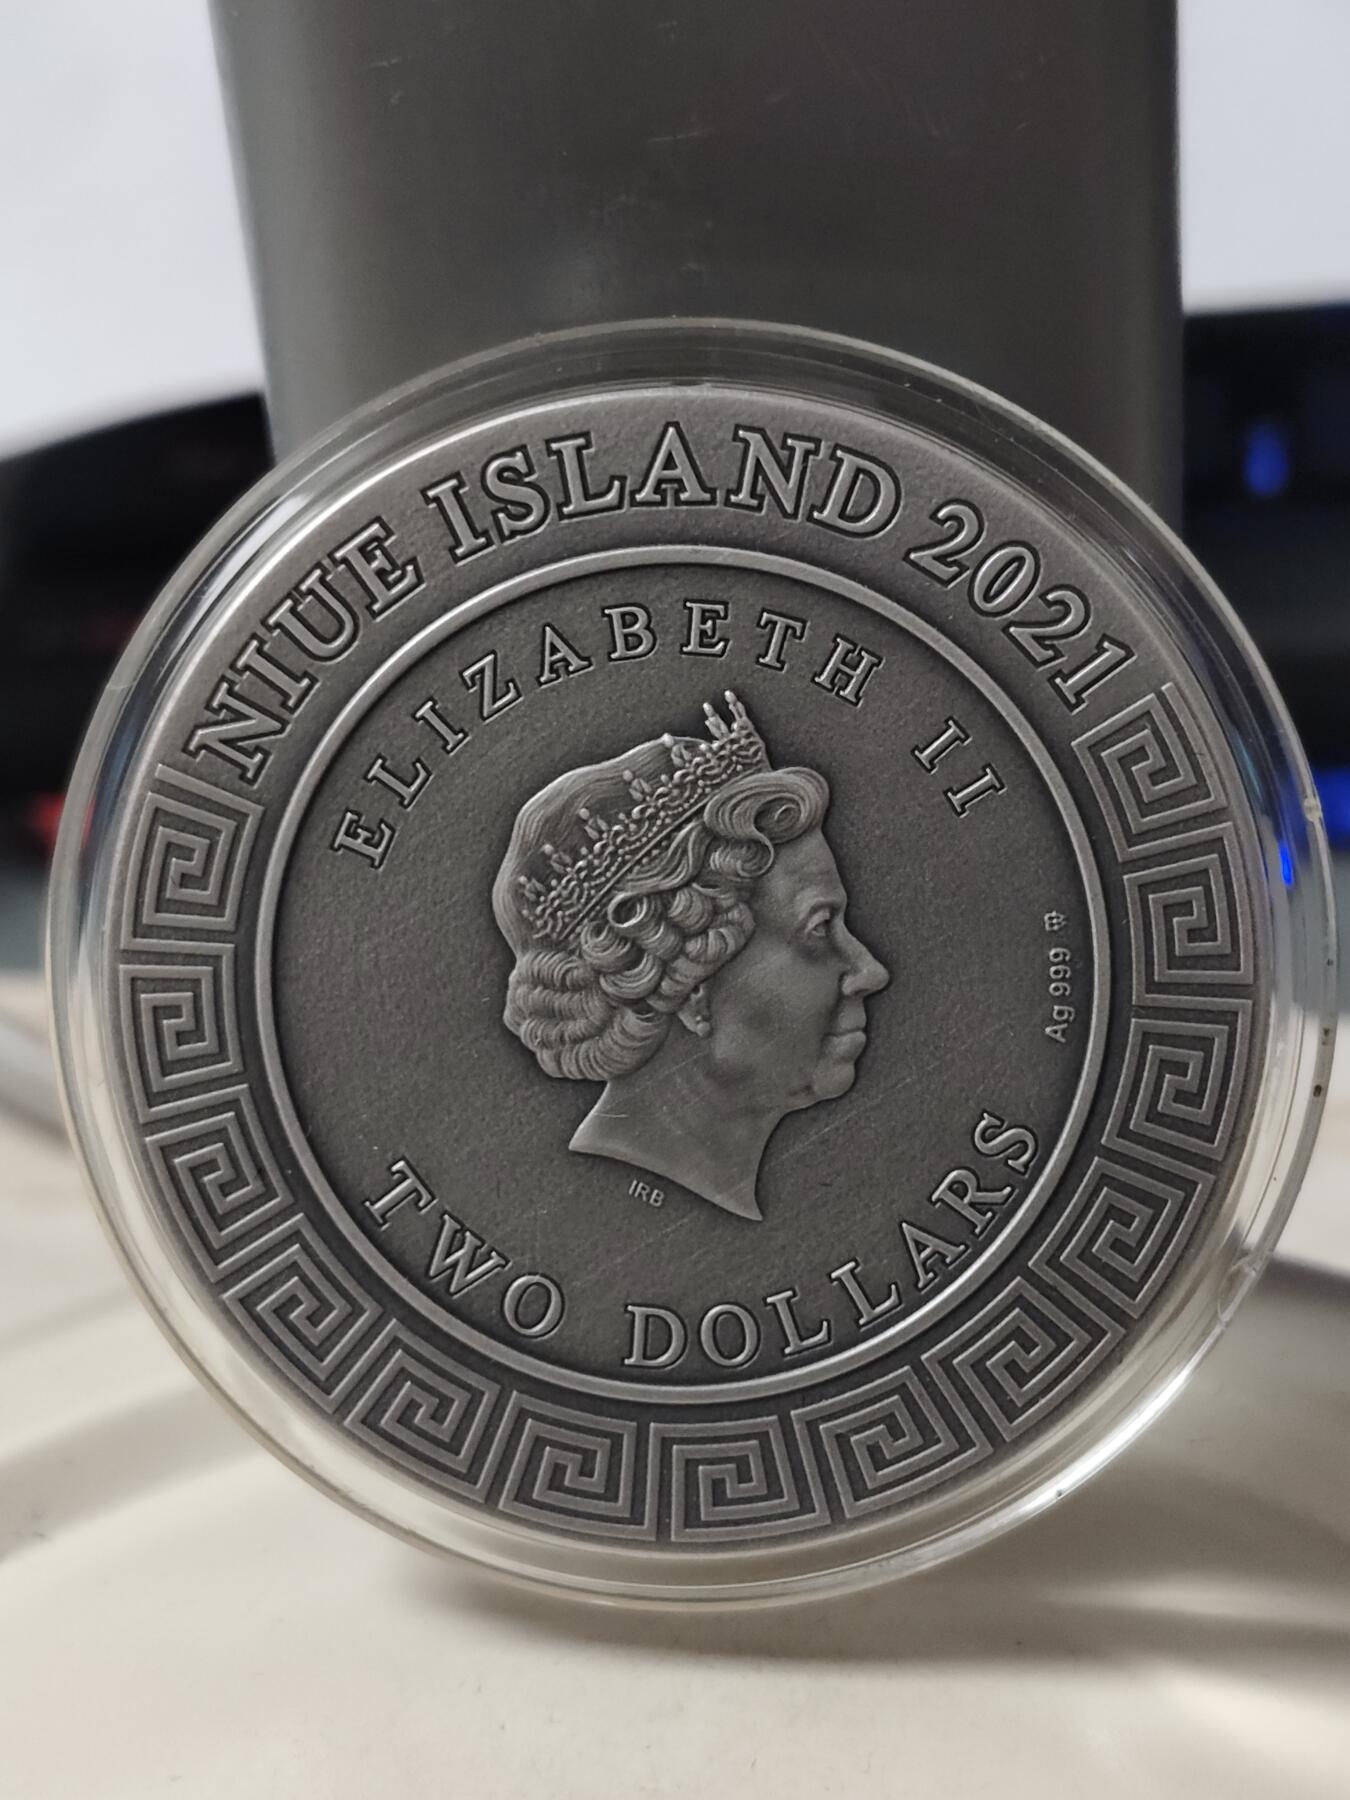 NIUE ISLAND 2021
ELIZABETH II
Ag 999
IRB
TWO DOLLARS